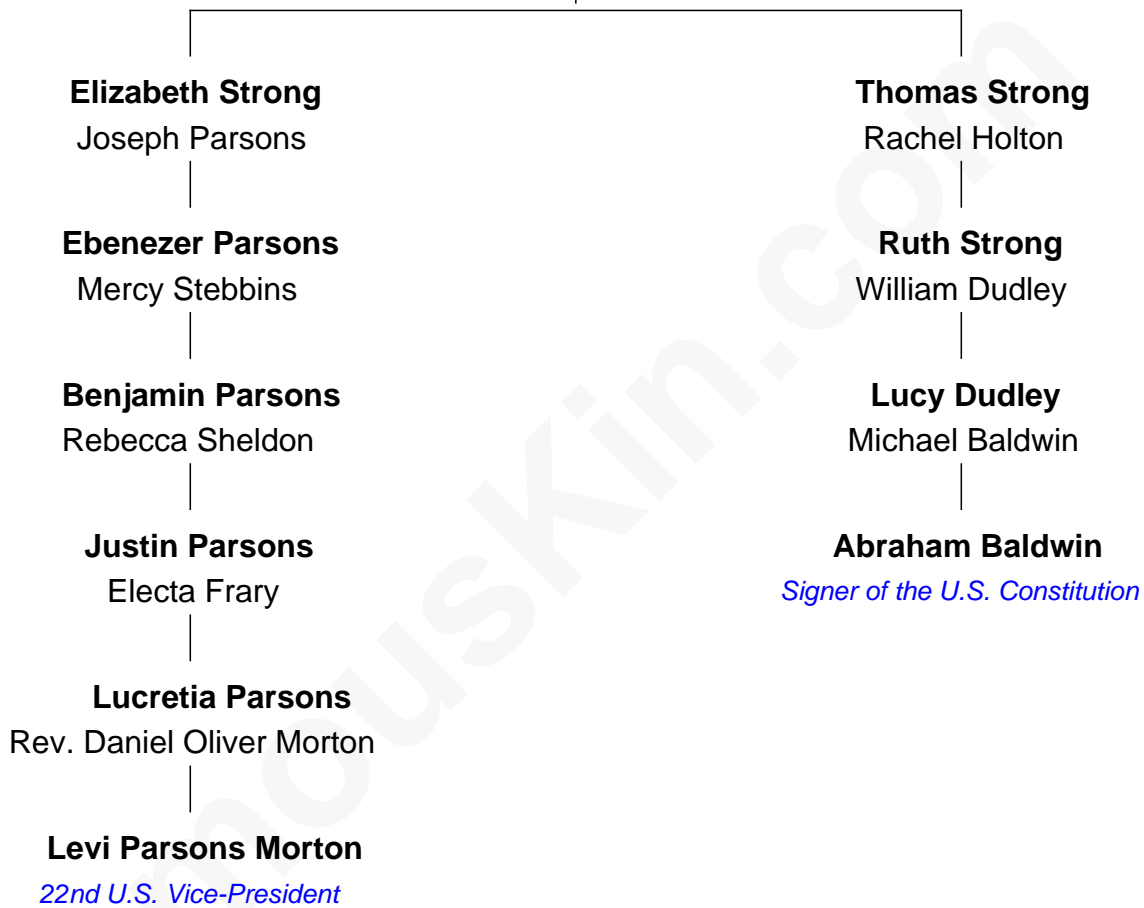 Elizabeth Strong
Joseph Parsons
Ebenezer Parsons
Mercy Stebbins
Benjamin Parsons
Rebecca Sheldon
Justin Parsons
Electa Frary
Lucretia Parsons
Rev. Daniel Oliver Morton
Levi Parsons Morton
22nd U.S. Vice-President
Thomas Strong
Rachel Holton
Ruth Strong
William Dudley
Lucy Dudley
Michael Baldwin
Abraham Baldwin
Signer of the U.S. Constitution
mouskin.com